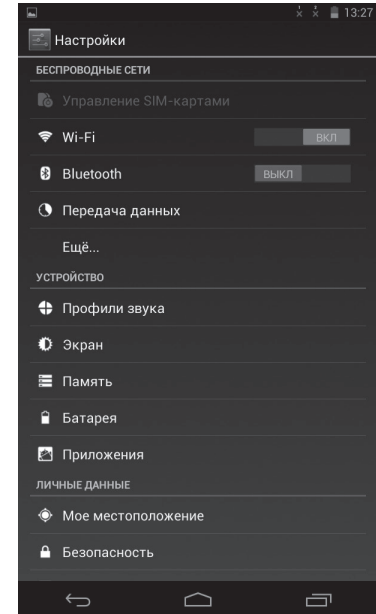 13:27
Настройки
БЕСПРОВОДНЫЕ СЕТИ
Управление SIM-картами
Wi-Fi
ВКЛ
Bluetooth
ВЫКЛ
Передача данных
Ещё...
УСТРОЙСТВО
Профили звука
Экран
Память
Батарея
Приложения
ЛИЧНЫЕ ДАННЫЕ
Мое местоположение
Безопасность